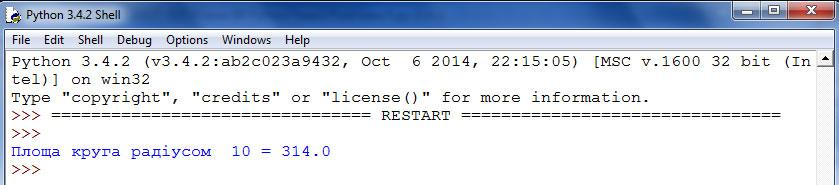 Python 3.4.2 Shell
File Edit Shell Debug Options Windows Help
Python 3.4.2 (v3.4.2:ab2c023a9432, Oct  6 2014, 22:15:05) [MSC v.1600 32 bit (In
tel)] on win32
Type "copyright", "credits" or "license()" for more information.
>>> ================================ RESTART ================================
>>>
Площа круга радіусом  10 = 314.0
>>>